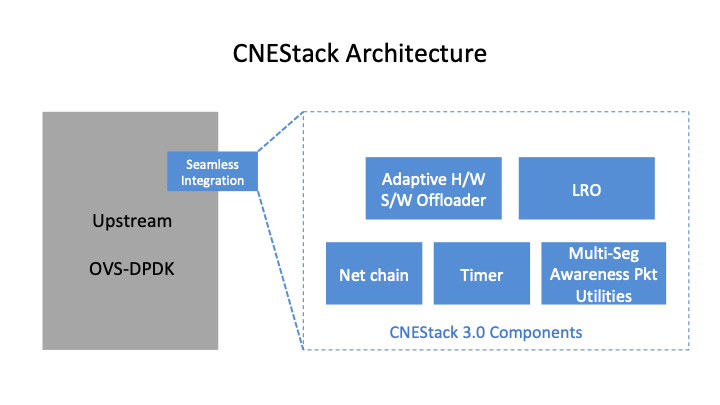 CNEStack Architecture
Seamless
Integration
Upstream
OVS-DPDK
Adaptive H/W
S/W Offloader
LRO
Net chain
Timer
Multi-Seg
Awareness Pkt
Utilities
CNEStack 3.0 Components